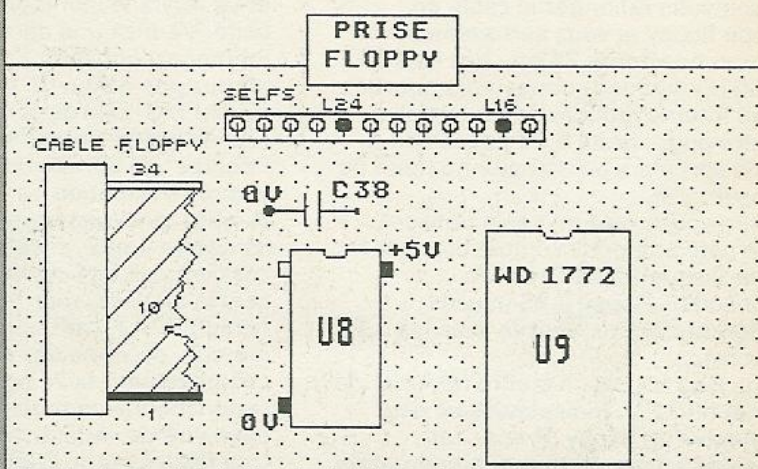 PRISE
FLOPPY
SELFS
L24
L16
CABLE FLOPPY
34
0V
C38
+5V
WD 1772
10
U8
U9
1
0V